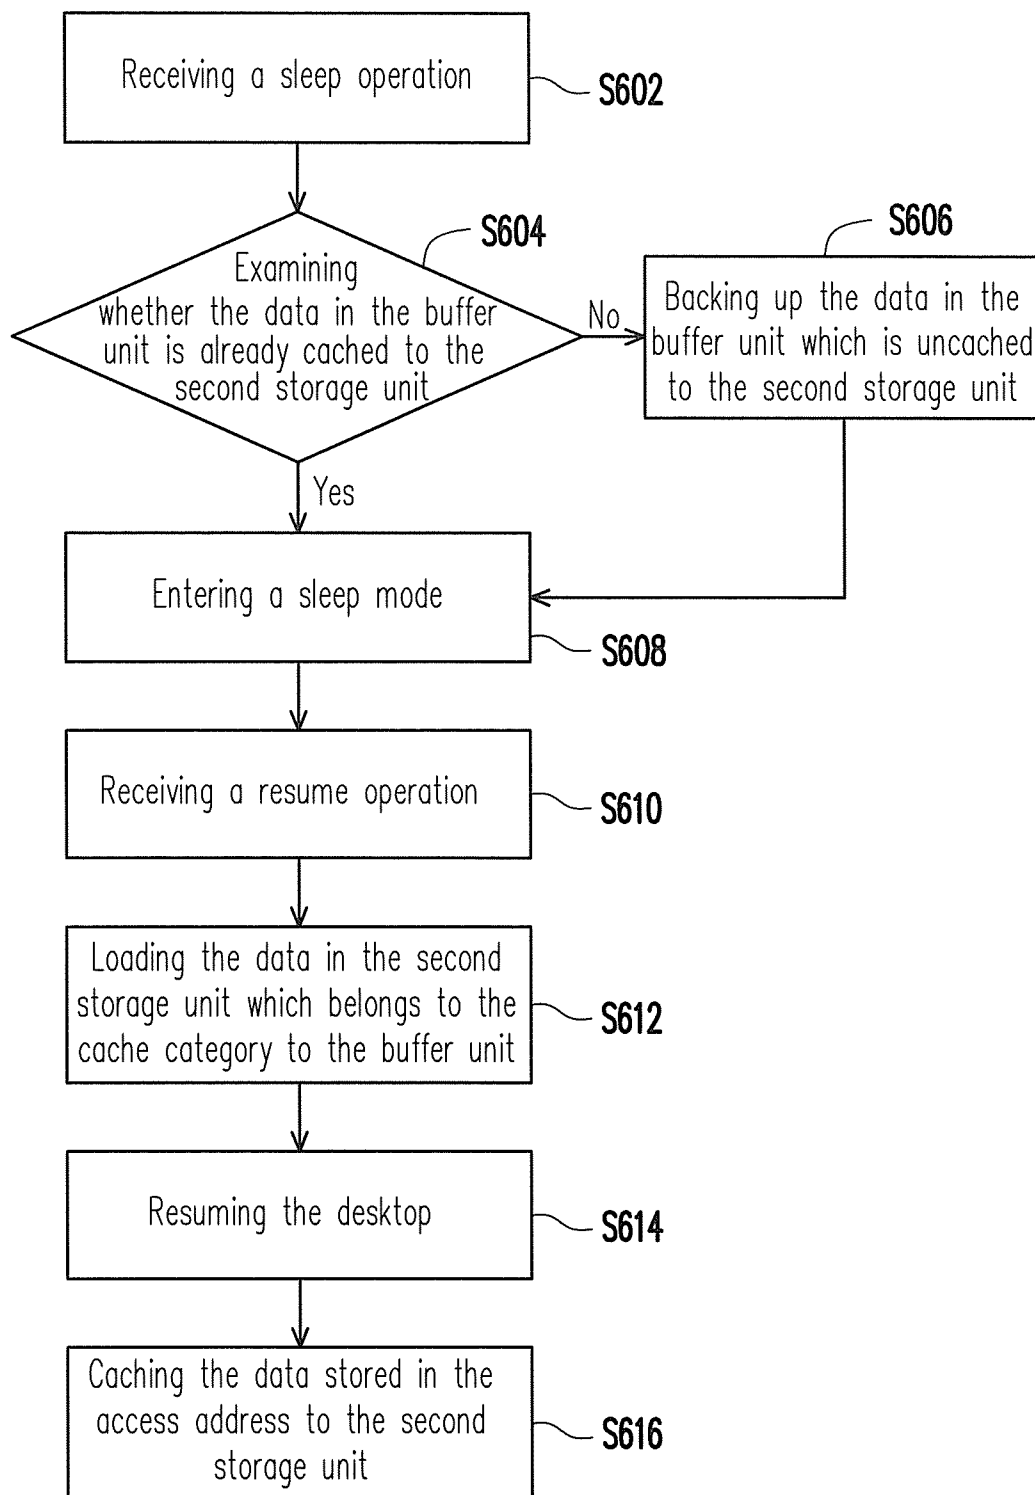 Receiving a sleep operation
S602
S604
Examining
whether the data in the buffer
unit is already cached to the
second storage unit
No
S606
Backing up the data in the
buffer unit which is uncached
to the second storage unit
Yes
Entering a sleep mode
S608
Receiving a resume operation
S610
Loading the data in the second
storage unit which belongs to the
cache category to the buffer unit
S612
Resuming the desktop
S614
Caching the data stored in the
access address to the second
storage unit
S616